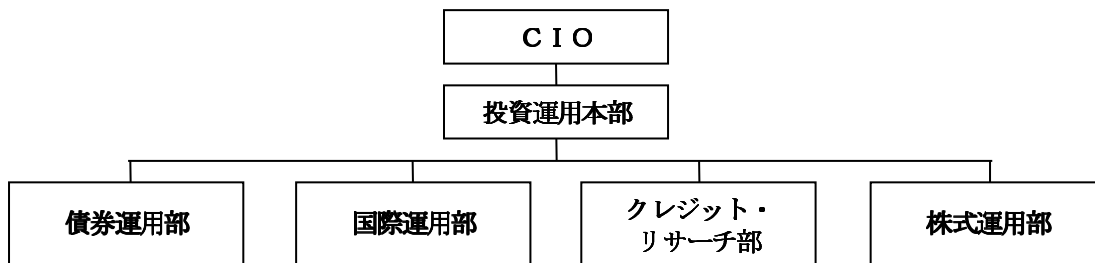 ＣＩＯ
投資運用本部
債券運用部
国際運用部
クレジット・
リサーチ部
株式運用部